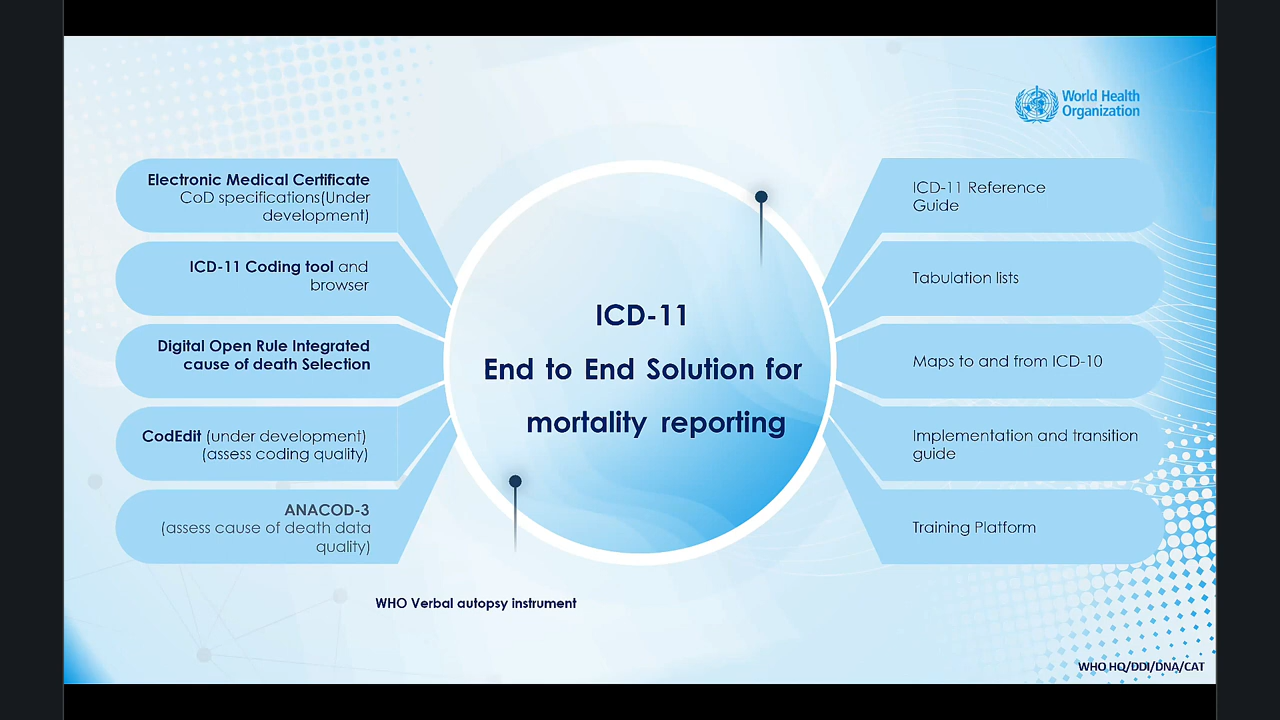 World Health
Organization
Electronic Medical Certificate
CoD specifications(Under
development)
ICD-11 Coding tool and
browser
Digital Open Rule Integrated
cause of death Selection
CodEdit (under development)
(assess coding quality)
ANACOD-3
(assess cause of death data
quality)
ICD-11
End to End Solution for
mortality reporting
ICD-11 Reference
Guide
Tabulation lists
Maps to and from ICD-10
Implementation and transition
guide
Training Platform
WHO Verbal autopsy instrument
WHO HQ/DDI/DNA/CAT